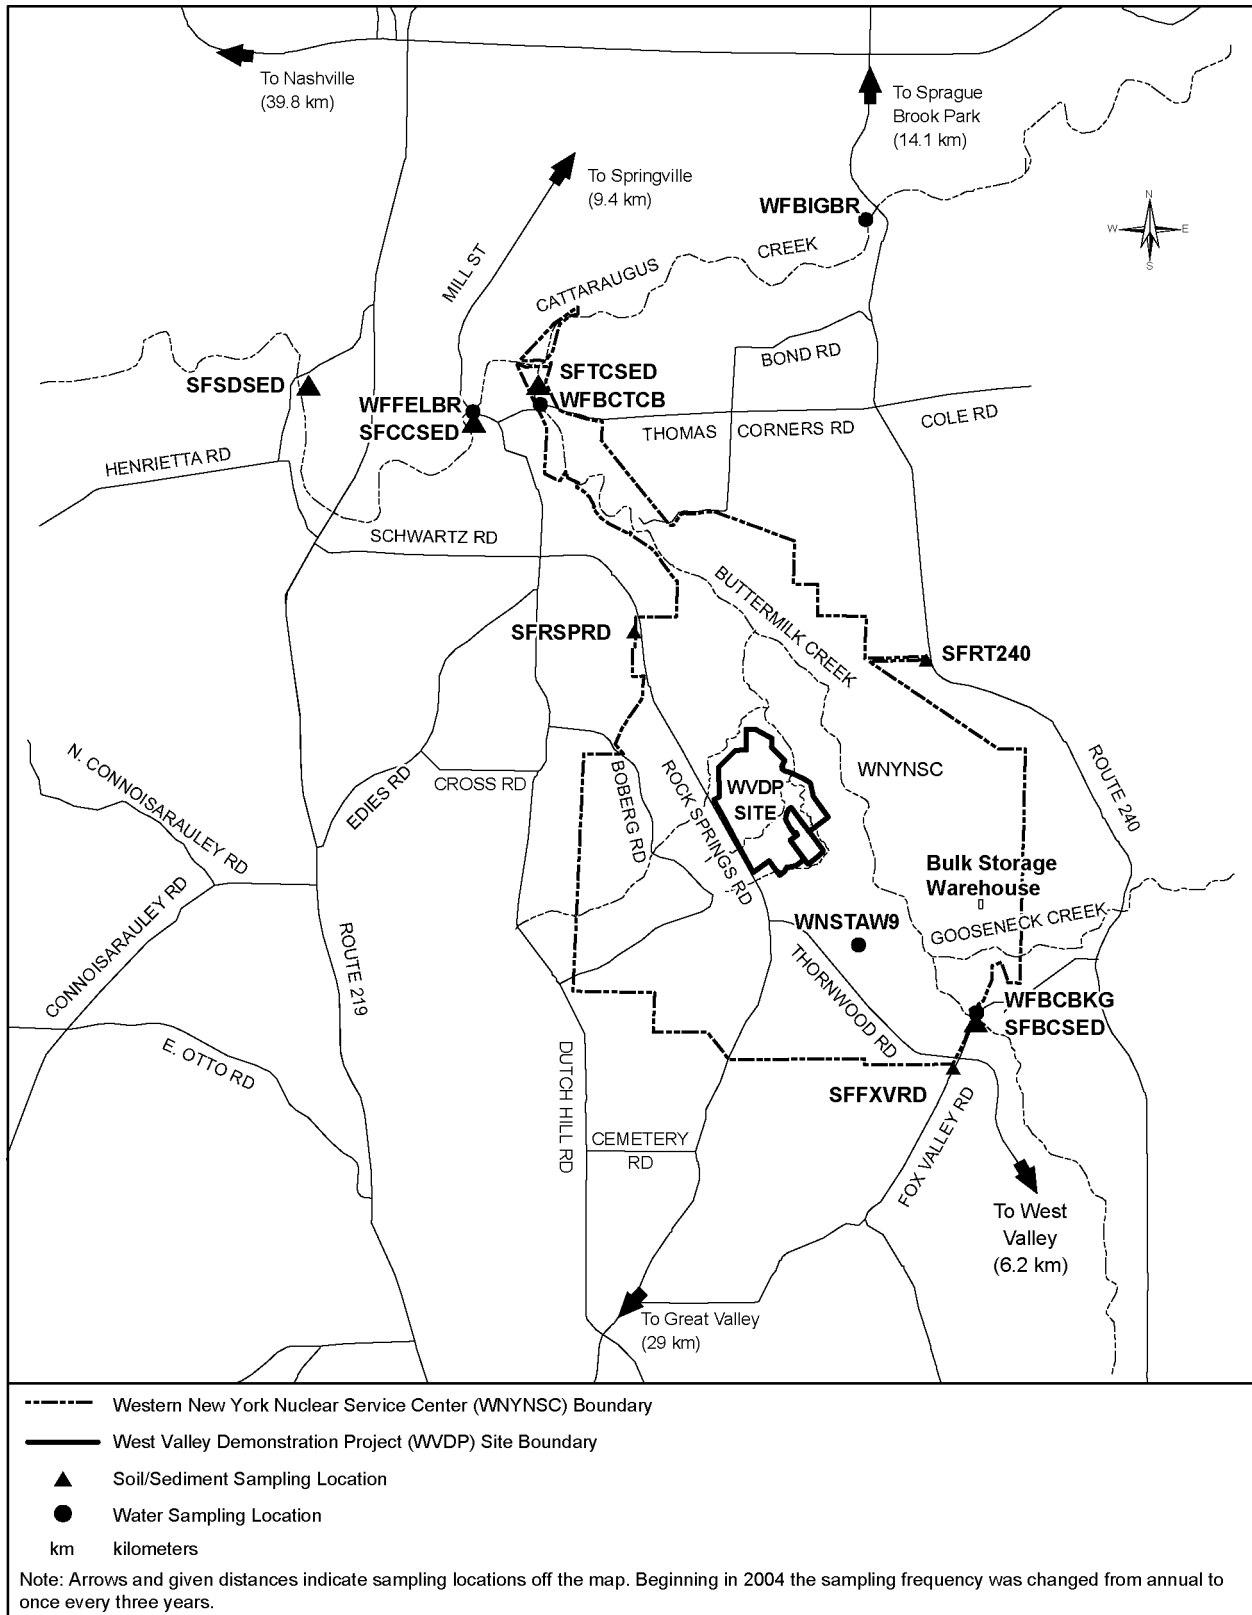 To Nashville
(39.8 km)
To Sprague
Brook Park
(14.1 km)
To Springville
(9.4 km)
WFBIGBR
N
W
E
S
CREEK
CATTARAUGUS
MILL ST
BOND RD
SFSDSED
SFTCSED
WFBCTCB
WFFELBR
SFCCSED
THOMAS
CORNERS RD
COLE RD
HENRIETTA RD
SCHWARTZ RD
BUTTERMILK CREEK
SFRSPRD
SFRT240
ROUTE 240
N. CONNOISARAULEY RD
EDIES RD
CROSS RD
BOBERG RD
ROCK SPRINGS RD
WVDP
SITE
WNYNSC
Bulk Storage
Warehouse
GOOSENECK CREEK
CONNOISARAULEY RD
ROUTE 219
WNSTAW9
THORNWOOD RD
WFBCBKG
SFBCSED
E. OTTO RD
DUTCH HILL RD
SFFXVRD
CEMETERY
RD
FOX VALLEY RD
To West
Valley
(6.2 km)
To Great Valley
(29 km)
Western New York Nuclear Service Center (WNYNSC) Boundary
West Valley Demonstration Project (WVDP) Site Boundary
Soil/Sediment Sampling Location
Water Sampling Location
km kilometers
Note: Arrows and given distances indicate sampling locations off the map. Beginning in 2004 the sampling frequency was changed from annual to
once every three years.